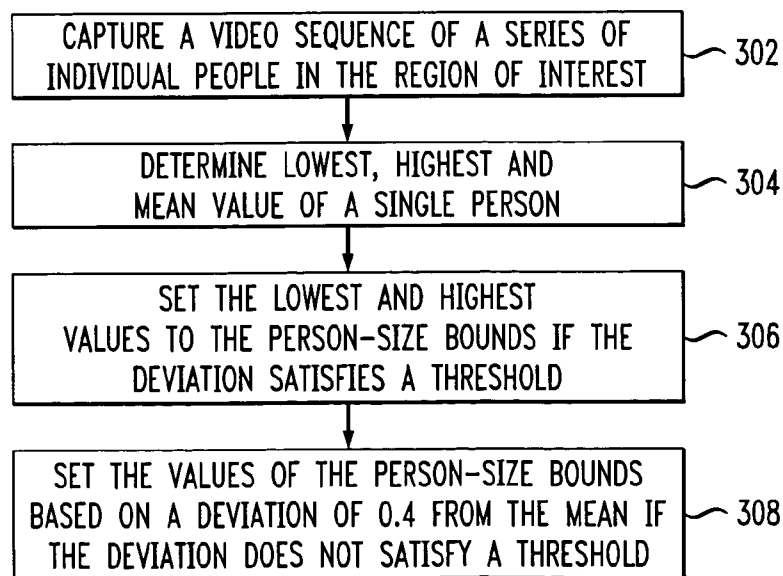 CAPTURE A VIDEO SEQUENCE OF A SERIES OF
INDIVIDUAL PEOPLE IN THE REGION OF INTEREST
302
DETERMINE LOWEST, HIGHEST AND
MEAN VALUE OF A SINGLE PERSON
304
SET THE LOWEST AND HIGHEST
VALUES TO THE PERSON-SIZE BOUNDS IF THE
DEVIATION SATISFIES A THRESHOLD
306
SET THE VALUES OF THE PERSON-SIZE BOUNDS
BASED ON A DEVIATION OF 0.4 FROM THE MEAN IF
THE DEVIATION DOES NOT SATISFY A THRESHOLD
308